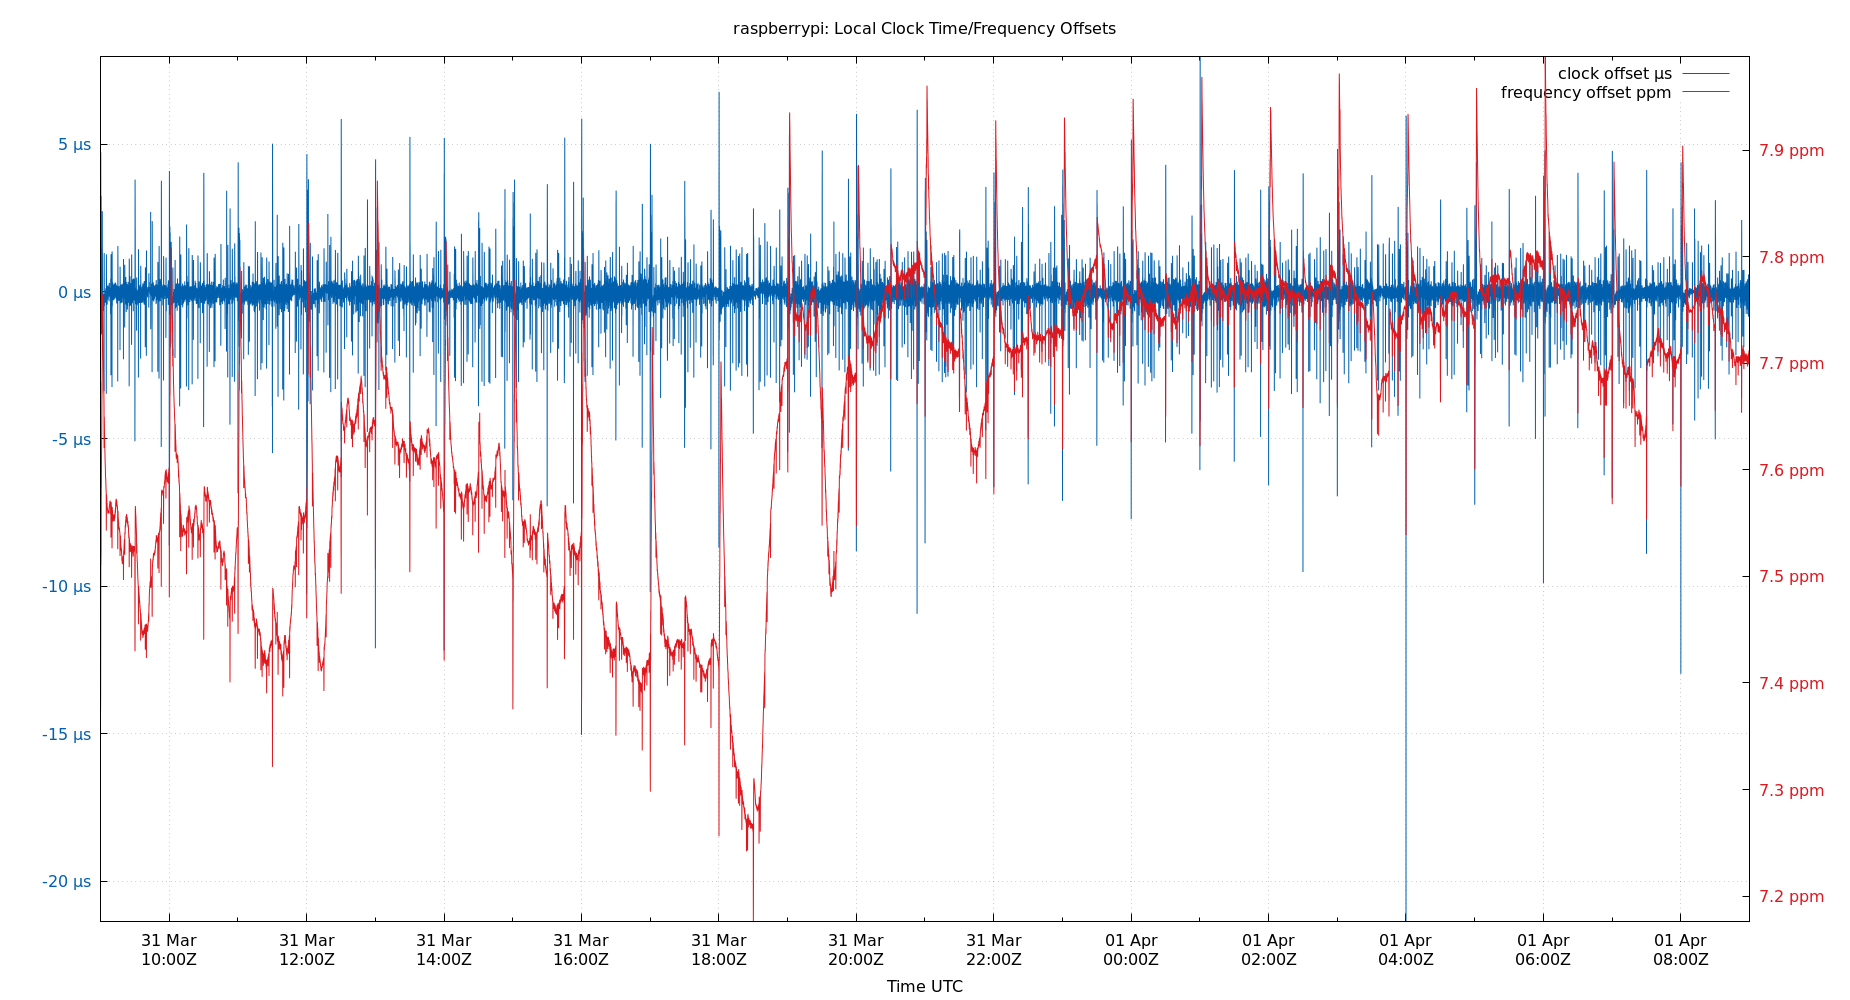 raspberrypi: Local Clock Time/Frequency Offsets
clock offset µs
frequency offset ppm
5 µs
0 µs
-5 µs
-10 µs
-15 µs
-20 µs
7.9 ppm
7.8 ppm
7.7 ppm
7.6 ppm
7.5 ppm
7.4 ppm
7.3 ppm
7.2 ppm
31 Mar 31 Mar 31 Mar 31 Mar 31 Mar 31 Mar 31 Mar 01 Apr 01 Apr 01 Apr 01 Apr 01 Apr
10:00Z 12:00Z 14:00Z 16:00Z 18:00Z 20:00Z 22:00Z 00:00Z 02:00Z 04:00Z 06:00Z 08:00Z
Time UTC